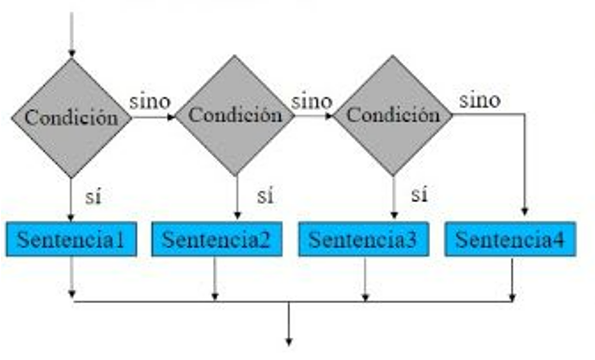 sino
sino
sino
Condición
Condición
Condición
sí
sí
sí
Sentencia1
Sentencia2
Sentencia3
Sentencia4